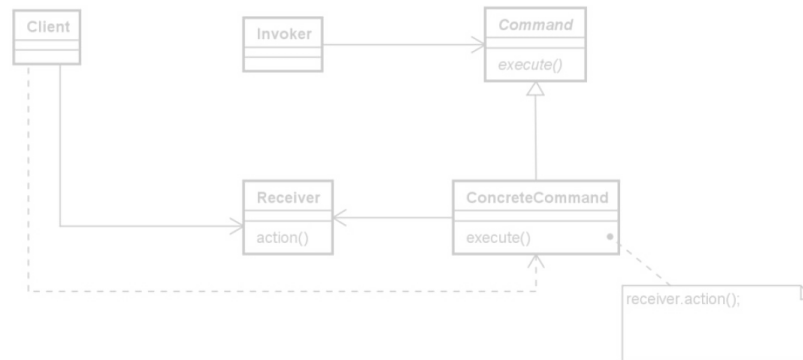 Client
Invoker
Command
execute()
Receiver
action()
ConcreteCommand
execute()
receiver.action();